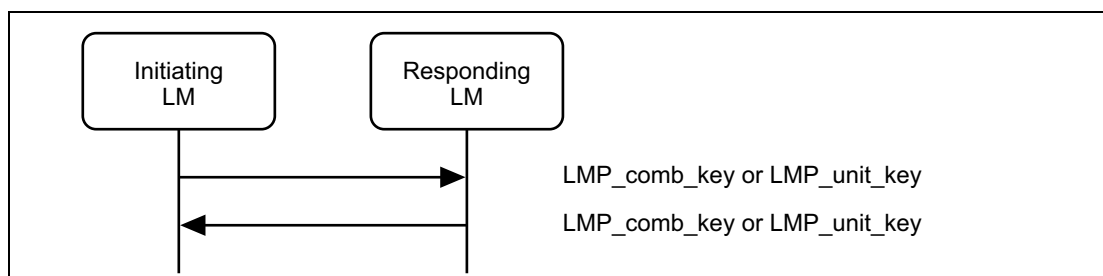 Initiating
LM
Responding
LM
LMP_comb_key or LMP_unit_key
LMP_comb_key or LMP_unit_key